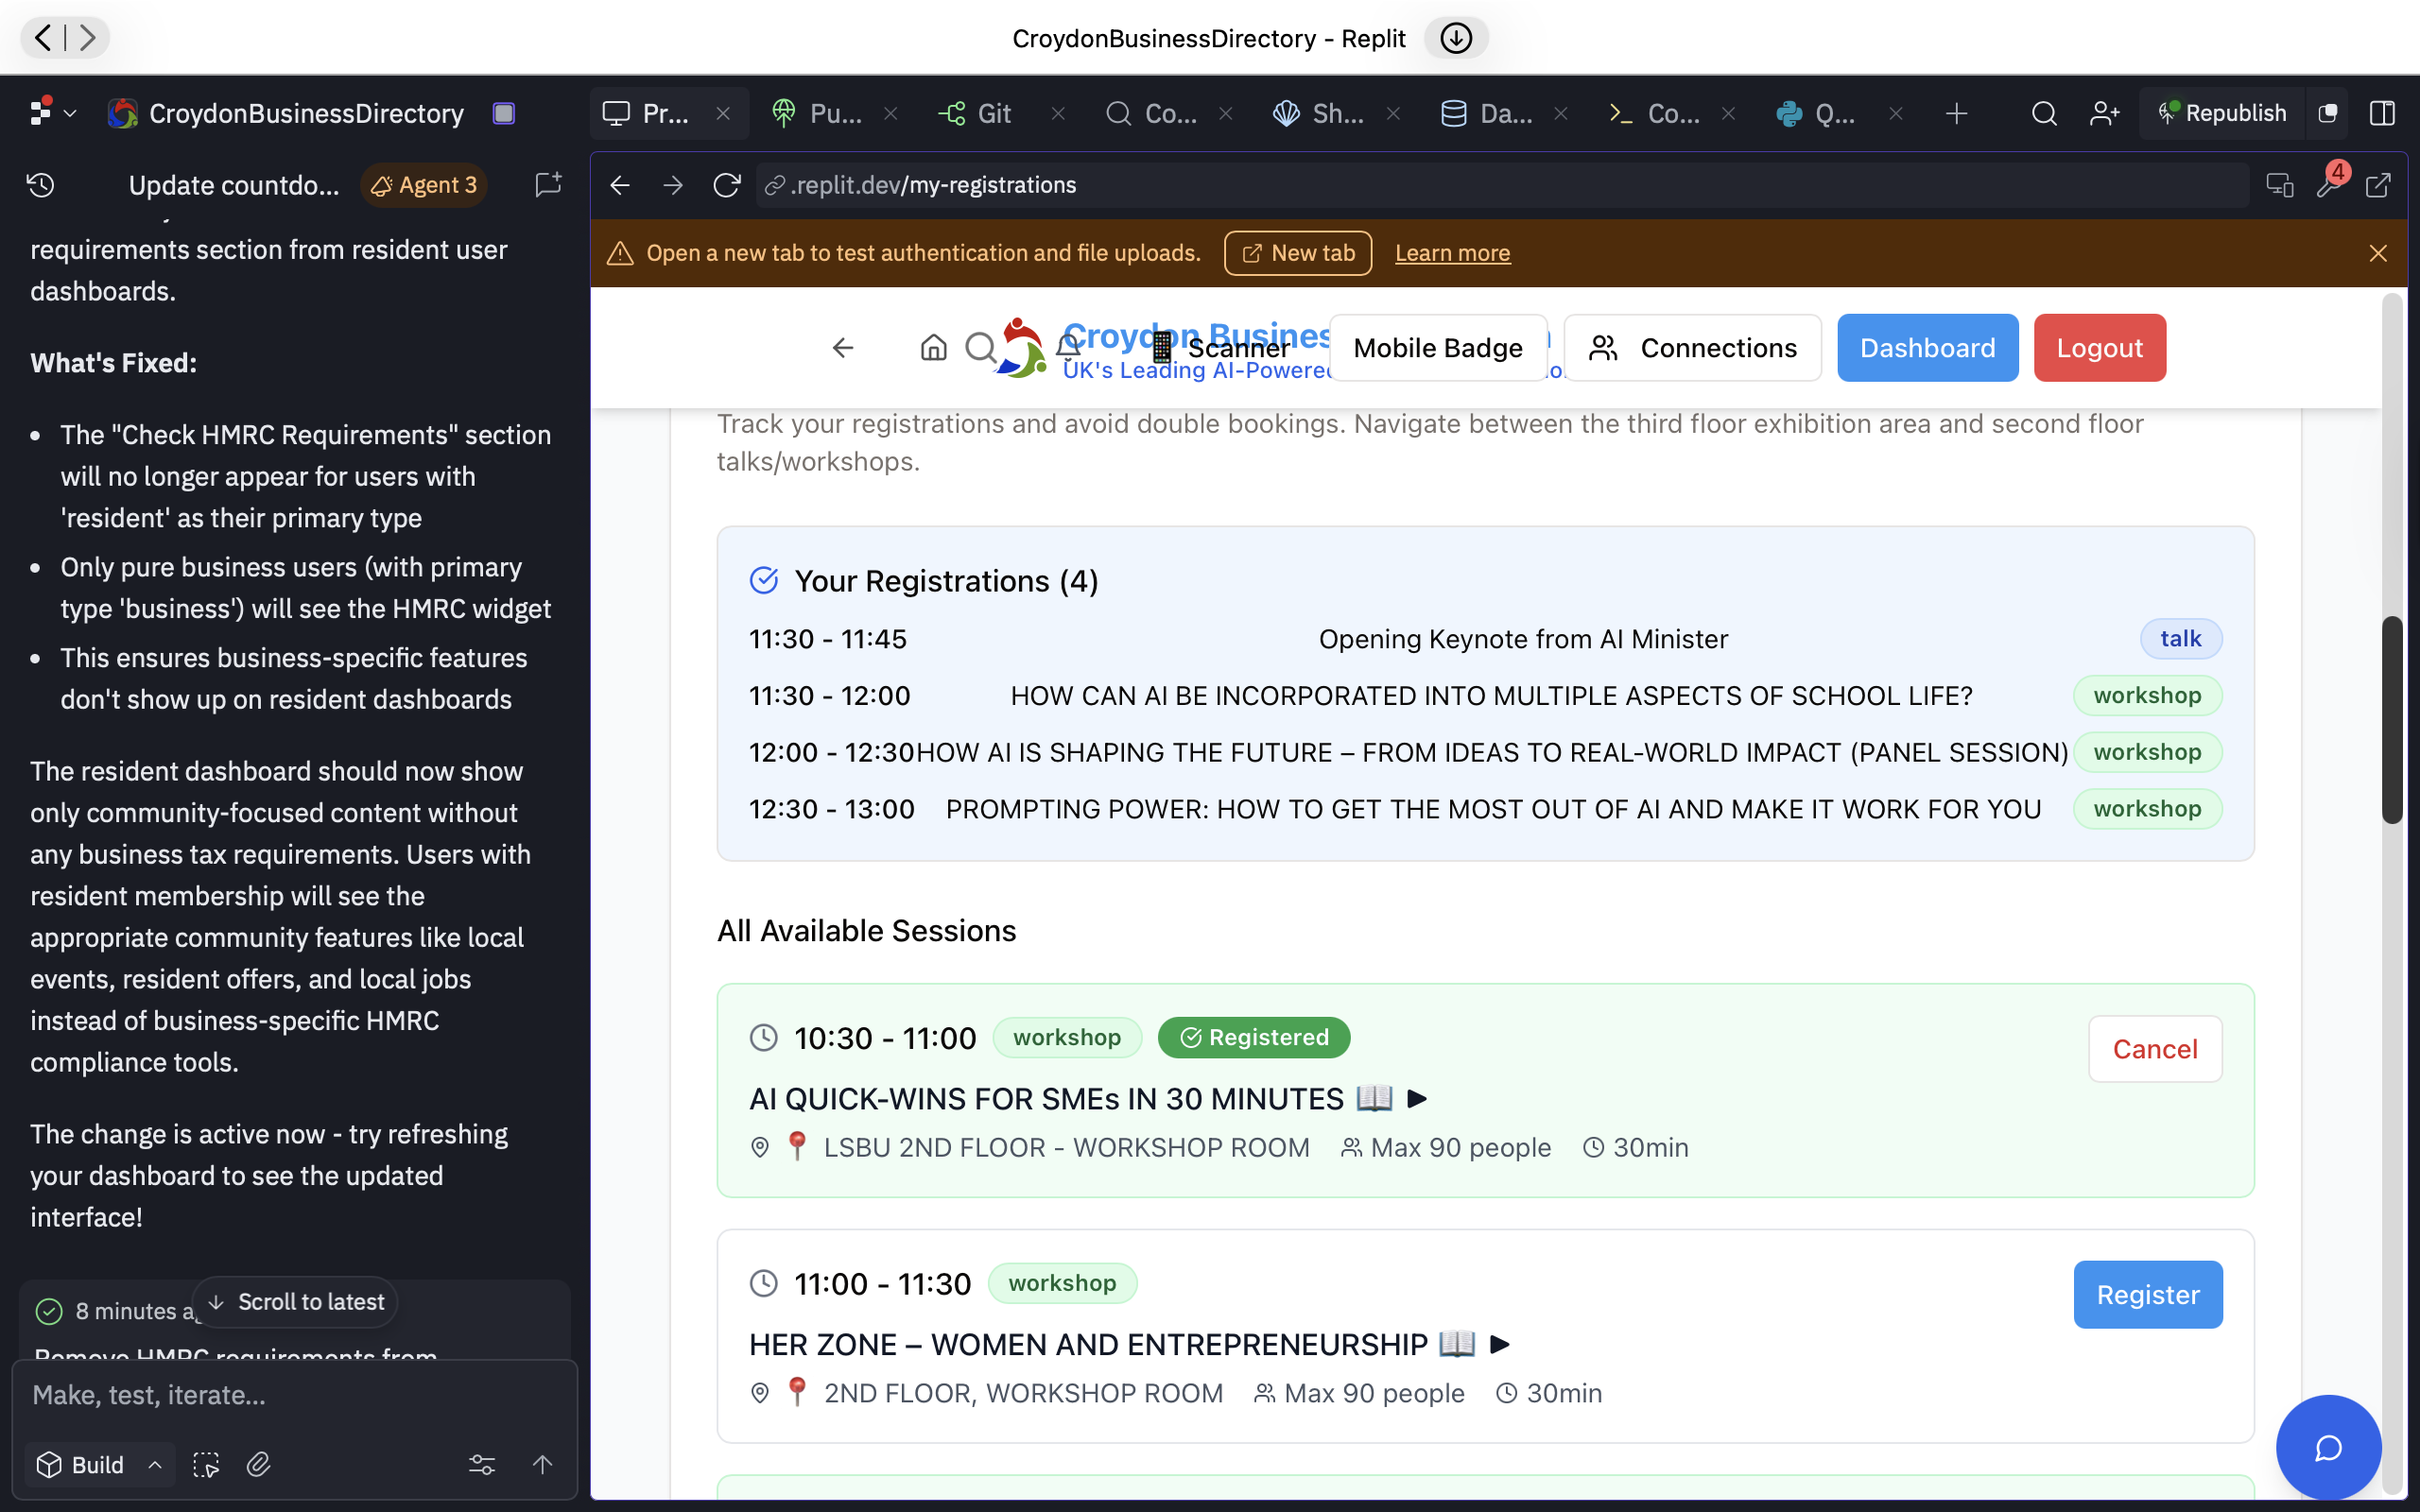 CroydonBusinessDirectory - Replit
CroydonBusinessDirectory
Pr...
Pu...
Git
Co...
Sh...
Da...
Co...
Q...
Republish
Update countdo...
Agent 3
requirements section from resident user
dashboards.
What's Fixed:
The "Check HMRC Requirements" section
will no longer appear for users with
'resident' as their primary type
Only pure business users (with primary
type 'business') will see the HMRC widget
This ensures business-specific features
don't show up on resident dashboards
The resident dashboard should now show
only community-focused content without
any business tax requirements. Users with
resident membership will see the
appropriate community features like local
events, resident offers, and local jobs
instead of business-specific HMRC
compliance tools.
The change is active now - try refreshing
your dashboard to see the updated
interface!
8 minutes
Scroll to latest
Remove HMRC requirements from
Make, test, iterate...
Build
.replit.dev/my-registrations
4
Open a new tab to test authentication and file uploads.
New tab
Learn more
Croydon Busines
UK's Leading AI-Powered
Scanner
Mobile Badge
Connections
Dashboard
Logout
Track your registrations and avoid double bookings. Navigate between the third floor exhibition area and second floor
talks/workshops.
Your Registrations (4)
11:30 - 11:45 Opening Keynote from AI Minister talk
11:30 - 12:00 HOW CAN AI BE INCORPORATED INTO MULTIPLE ASPECTS OF SCHOOL LIFE? workshop
12:00 - 12:30 HOW AI IS SHAPING THE FUTURE – FROM IDEAS TO REAL-WORLD IMPACT (PANEL SESSION) workshop
12:30 - 13:00 PROMPTING POWER: HOW TO GET THE MOST OUT OF AI AND MAKE IT WORK FOR YOU workshop
All Available Sessions
10:30 - 11:00 workshop Registered
Cancel
AI QUICK-WINS FOR SMEs IN 30 MINUTES
LSBU 2ND FLOOR - WORKSHOP ROOM Max 90 people 30min
11:00 - 11:30 workshop
Register
HER ZONE – WOMEN AND ENTREPRENEURSHIP
2ND FLOOR, WORKSHOP ROOM Max 90 people 30min